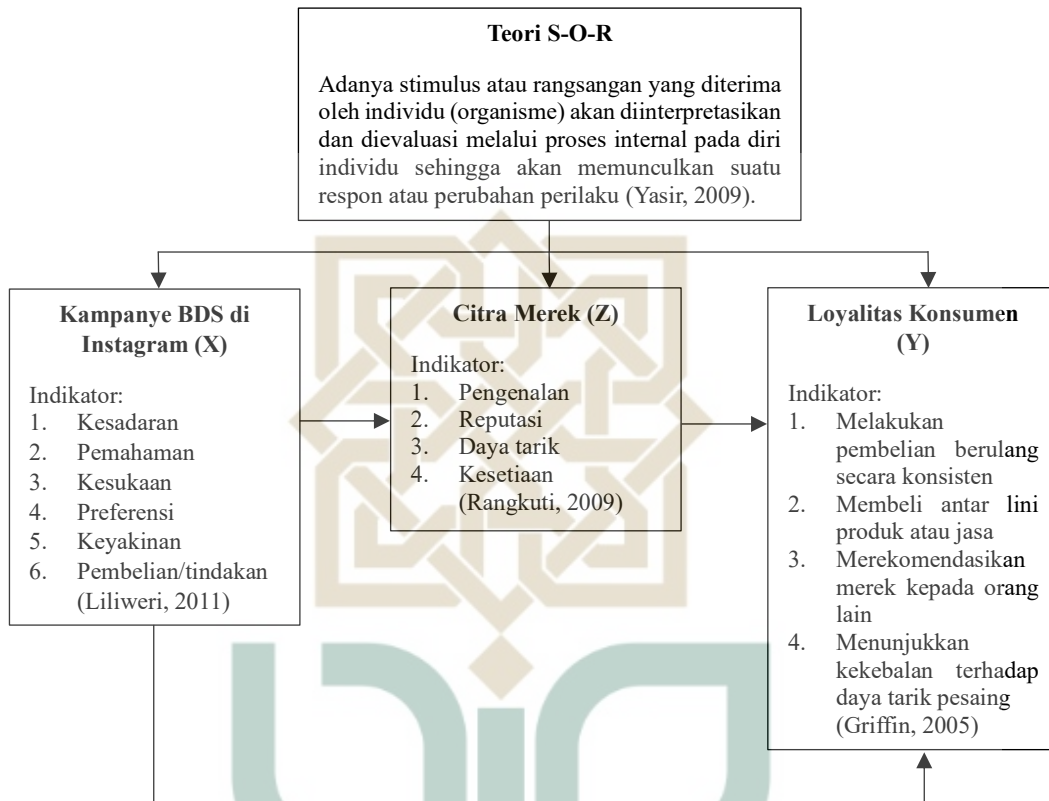 Teori S-O-R
Adanya stimulus atau rangsangan yang diterima
oleh individu (organisme) akan diinterpretasikan
dan dievaluasi melalui proses internal pada diri
individu sehingga akan memunculkan suatu
respon atau perubahan perilaku (Yasir, 2009).
Kampanye BDS di
Instagram (X)
Indikator:
1. Kesadaran
2. Pemahaman
3. Kesukaan
4. Preferensi
5. Keyakinan
6. Pembelian/tindakan
(Liliweri, 2011)
Citra Merek (Z)
Indikator:
1. Pengenalan
2. Reputasi
3. Daya tarik
4. Kesetiaan
(Rangkuti, 2009)
Loyalitas Konsumen
(Y)
Indikator:
1. Melakukan
pembelian berulang
secara konsisten
2. Membeli antar lini
produk atau jasa
3. Merekomendasikan
merek kepada orang
lain
4. Menunjukkan
kekebalan terhadap
daya tarik pesaing
(Griffin, 2005)